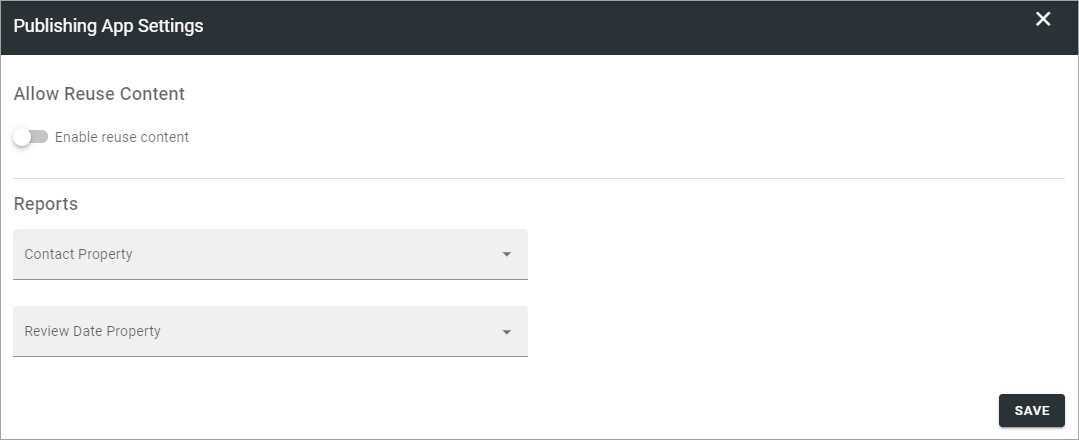 Publishing App Settings
Allow Reuse Content
Enable reuse content
Reports
Contact Property
Review Date Property
SAVE